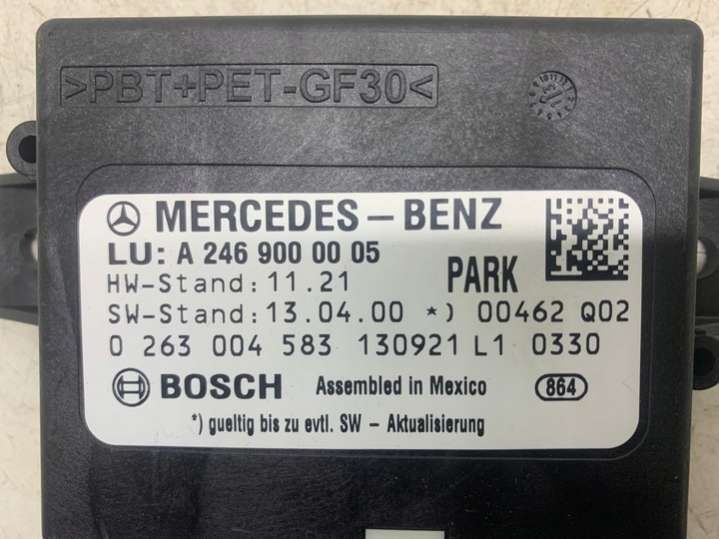 >PBT+PET-GF30<
MERCEDES-BENZ
LU: A 246 900 00 05
HW-Stand: 11.21 PARK
SW-Stand: 13.04.00 *) 00462 Q02
0 263 004 583 130921 L1 0330
BOSCH Assembled in Mexico 864
*) gueltig bis zu evtl. SW - Aktualisierung